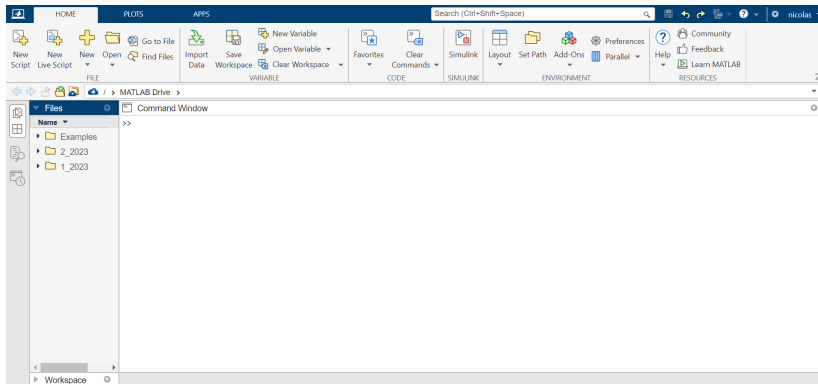 HOME PLOTS APPS Search (Ctrl+Shift+Space) nicolas
New Script
New Live Script
New
Open
Go to File
Find Files
FILE
Import Data
Save Workspace
New Variable
Open Variable
Clear Workspace
VARIABLE
Favorites
Clear Commands
CODE
Simulink
SIMULINK
Layout
Set Path
Add-Ons
Preferences
Parallel
ENVIRONMENT
Help
Community
Feedback
Learn MATLAB
RESOURCES
/ > MATLAB Drive >
Files
Name
Examples
2_2023
1_2023
Command Window
>>
Workspace